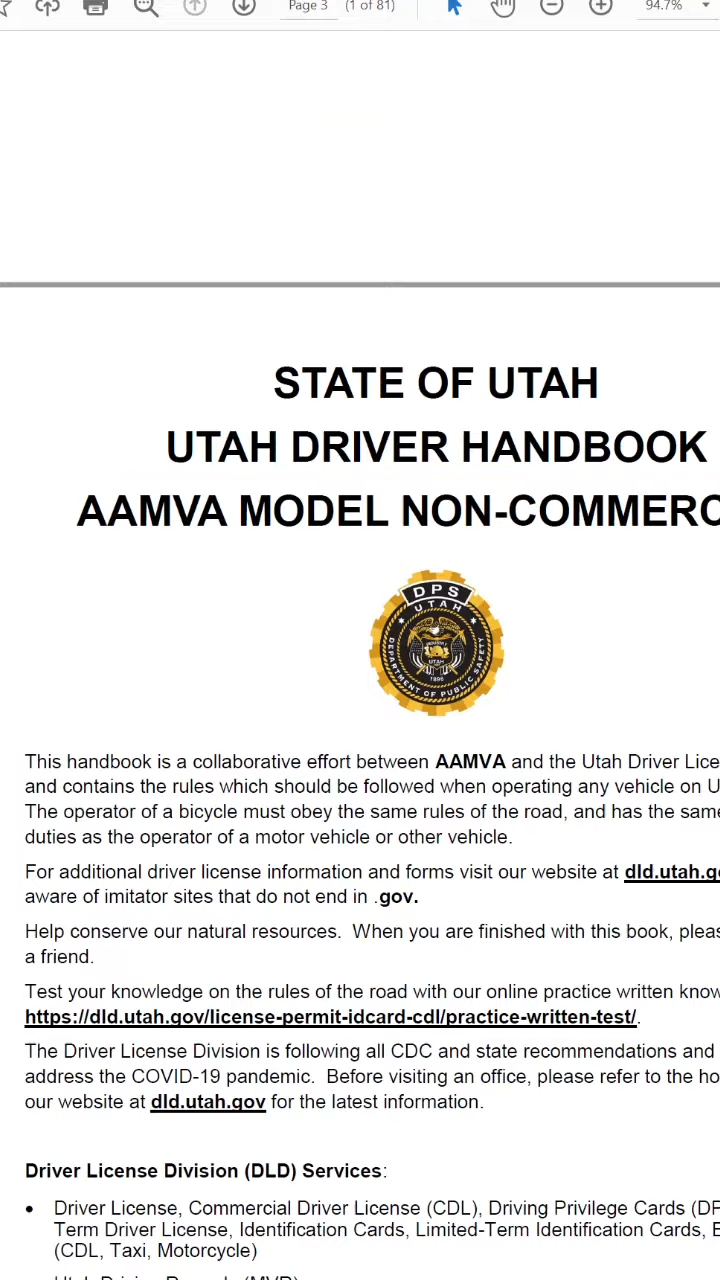 Page 3 (1 of 81) 94.7%
STATE OF UTAH
UTAH DRIVER HANDBOOK
AAMVA MODEL NON-COMMERC
DPS
UTAH
INDUSTRY
UTAH
1896
DEPARTMENT OF PUBLIC SAFETY
This handbook is a collaborative effort between AAMVA and the Utah Driver Lice
and contains the rules which should be followed when operating any vehicle on U
The operator of a bicycle must obey the same rules of the road, and has the same
duties as the operator of a motor vehicle or other vehicle.
For additional driver license information and forms visit our website at dld.utah.go
aware of imitator sites that do not end in .gov.
Help conserve our natural resources. When you are finished with this book, pleas
a friend.
Test your knowledge on the rules of the road with our online practice written know
https://dld.utah.gov/license-permit-idcard-cdl/practice-written-test/.
The Driver License Division is following all CDC and state recommendations and
address the COVID-19 pandemic. Before visiting an office, please refer to the ho
our website at dld.utah.gov for the latest information.
Driver License Division (DLD) Services:
• Driver License, Commercial Driver License (CDL), Driving Privilege Cards (DP
Term Driver License, Identification Cards, Limited-Term Identification Cards, E
(CDL, Taxi, Motorcycle)
Utah Driving Records (MVR)